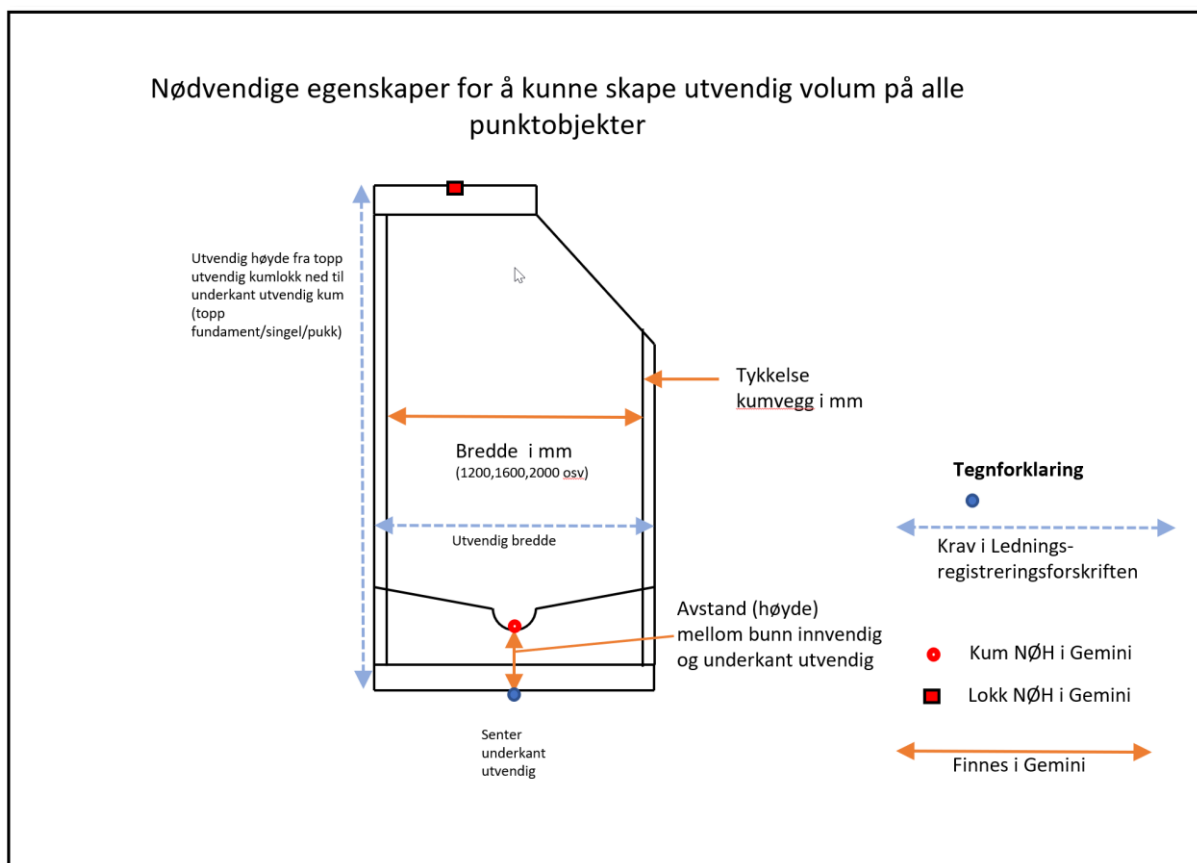 Nødvendige egenskaper for å kunne skape utvendig volum på alle
punktobjekter
Utvendig høyde fra topp
utvendig kumlokk ned til
underkant utvendig kum
(topp
fundament/singel/pukk)
Tykkelse
kumvegg i mm
Bredde i mm
(1200,1600,2000 osv)
Utvendig bredde
Avstand (høyde)
mellom bunn innvendig
og underkant utvendig
Senter
underkant
utvendig
Tegnforklaring
Krav i Lednings-
registreringsforskriften
Kum NØH i Gemini
Lokk NØH i Gemini
Finnes i Gemini